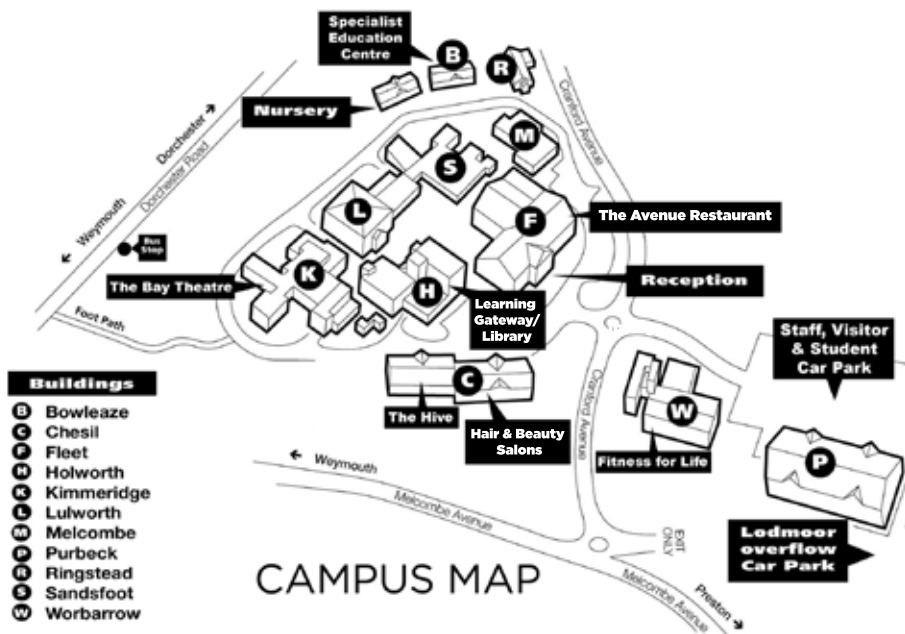 Specialist
Education
Centre
B
R
Nursery
Cranford Avenue
Dorchester
Dorchester Road
Weymouth
M
S
L
F
The Avenue Restaurant
Bus
Stop
K
The Bay Theatre
H
Reception
Learning
Gateway/
Library
Foot Path
Staff, Visitor
& Student
Car Park
C
The Hive
Hair & Beauty
Salons
Cranford Avenue
W
Fitness for Life
P
Buildings
B Bowleaze
C Chesil
F Fleet
H Holworth
K Kimmeridge
L Lulworth
M Melcombe
P Purbeck
R Ringstead
S Sandsfoot
W Worbarrow
Weymouth
Melcombe Avenue
EXIT
ONLY
Lodmoor
overflow
Car Park
CAMPUS MAP
Melcombe Avenue
Preston